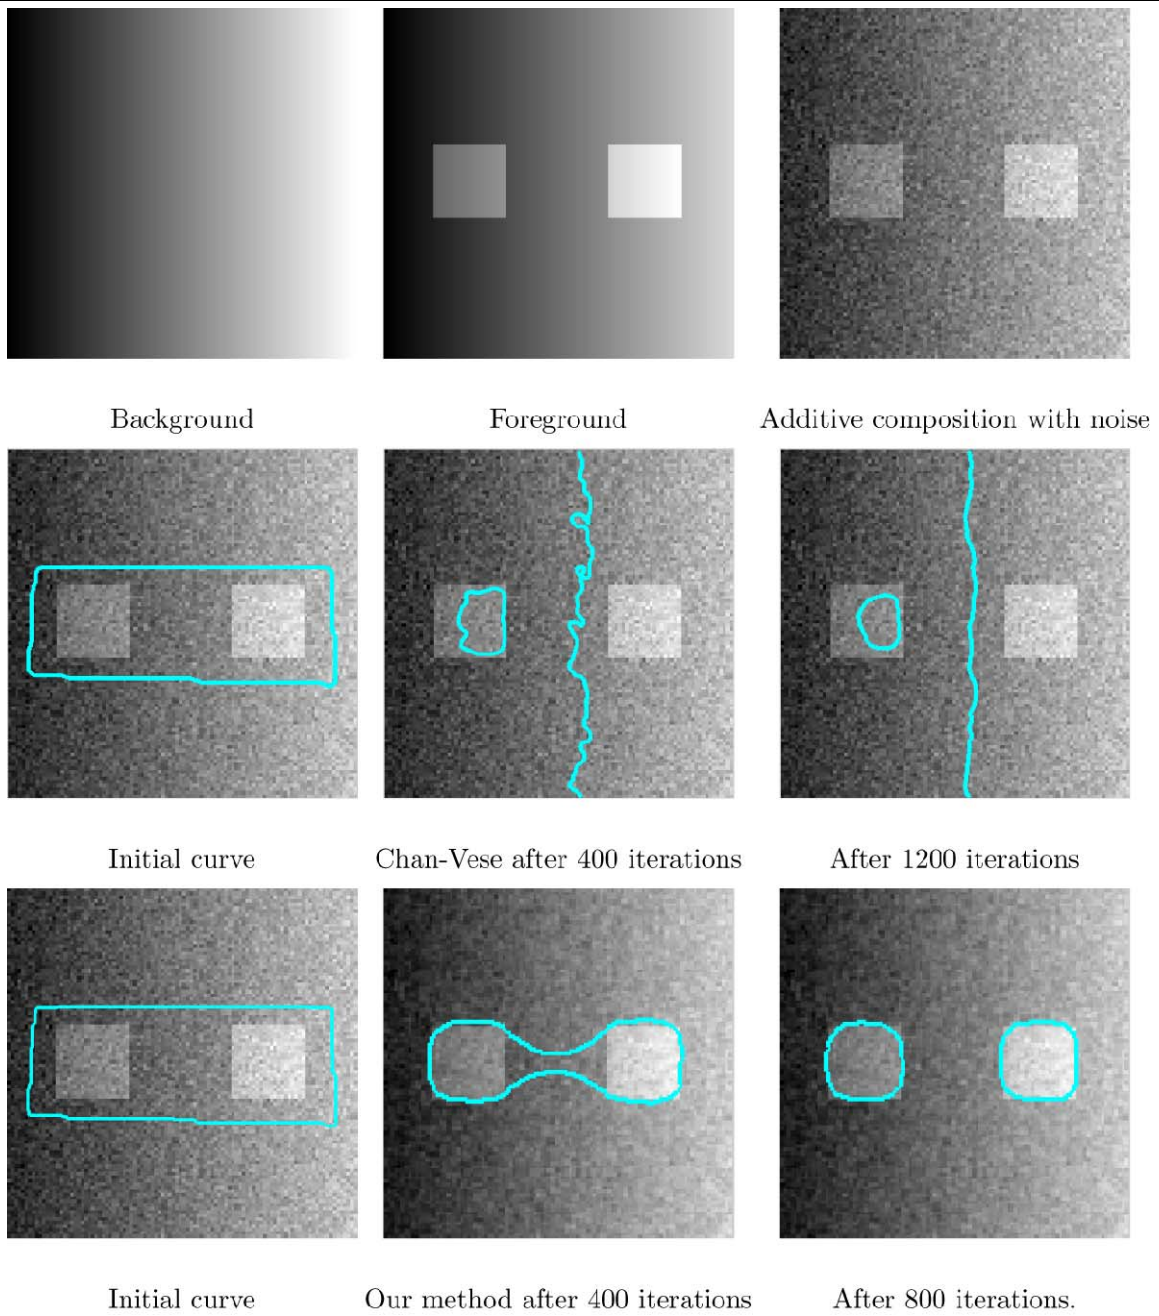 Background
Foreground
Additive composition with noise
Initial curve
Chan-Vese after 400 iterations
After 1200 iterations
Initial curve
Our method after 400 iterations
After 800 iterations.